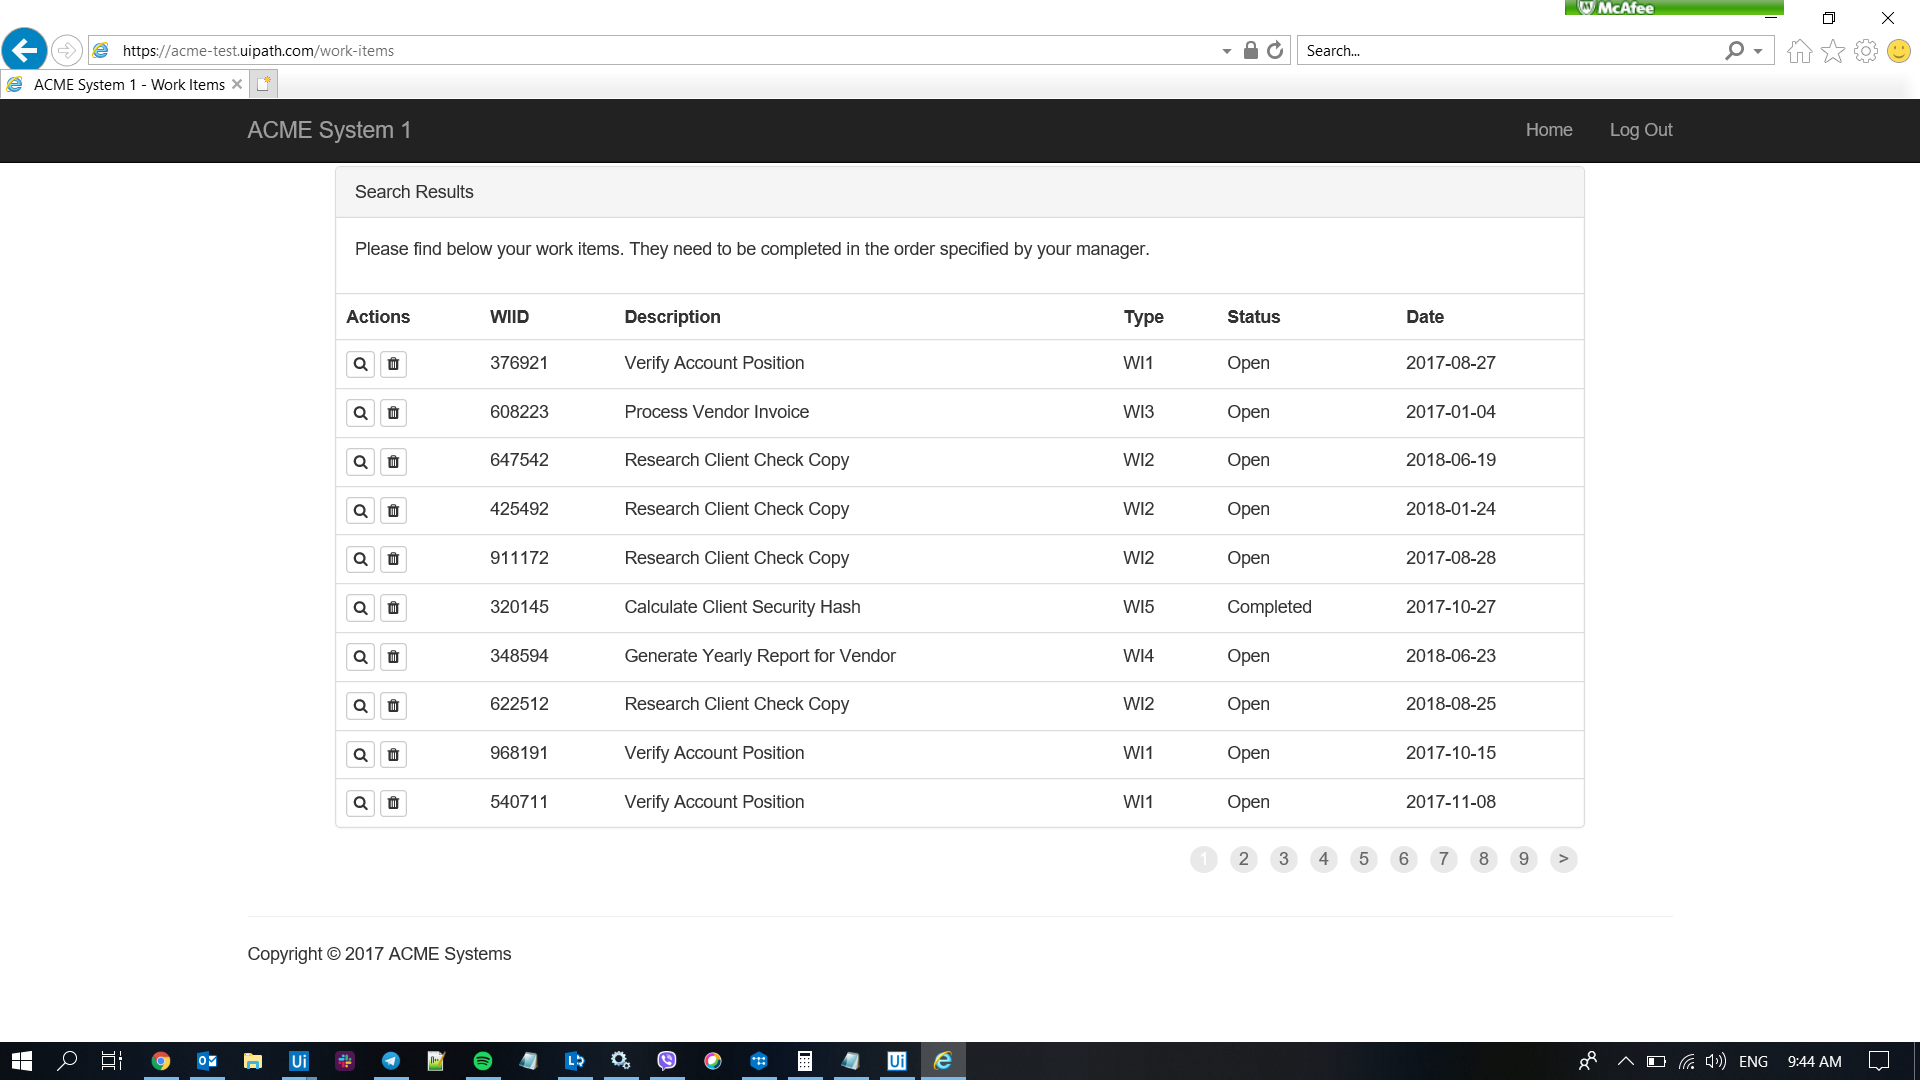 McAfee
https://acme-test.uipath.com/work-items
Search...
ACME System 1 - Work Items
ACME System 1
Home
Log Out
Search Results
Please find below your work items. They need to be completed in the order specified by your manager.
Actions WIID Description Type Status Date
376921 Verify Account Position WI1 Open 2017-08-27
608223 Process Vendor Invoice WI3 Open 2017-01-04
647542 Research Client Check Copy WI2 Open 2018-06-19
425492 Research Client Check Copy WI2 Open 2018-01-24
911172 Research Client Check Copy WI2 Open 2017-08-28
320145 Calculate Client Security Hash WI5 Completed 2017-10-27
348594 Generate Yearly Report for Vendor WI4 Open 2018-06-23
622512 Research Client Check Copy WI2 Open 2018-08-25
968191 Verify Account Position WI1 Open 2017-10-15
540711 Verify Account Position WI1 Open 2017-11-08
1 2 3 4 5 6 7 8 9 >
Copyright © 2017 ACME Systems
ENG 9:44 AM